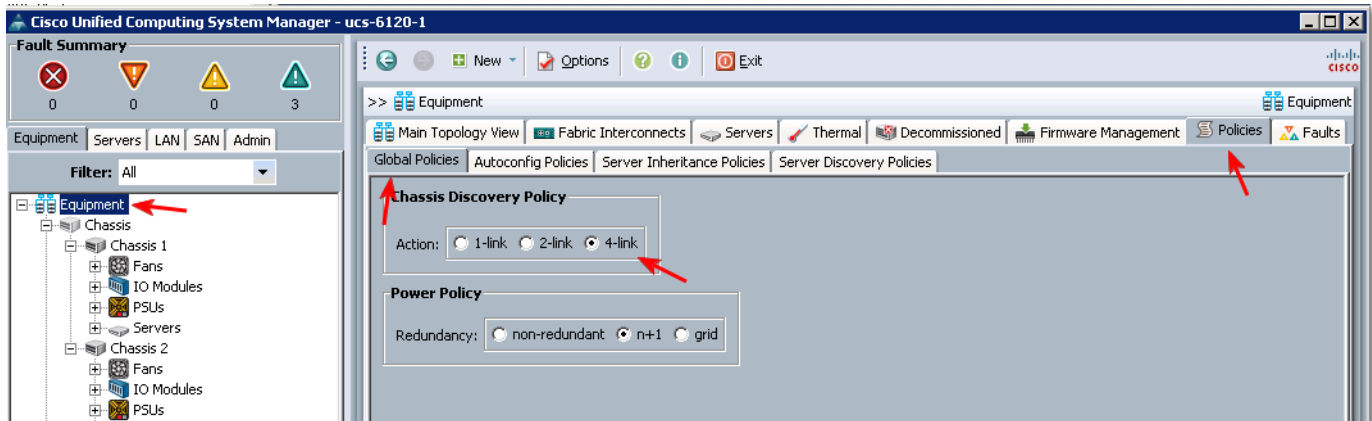 Cisco Unified Computing System Manager - ucs-6120-1
Fault Summary
0 0 0 3
New Options Exit
CISCO
>> Equipment Equipment
Equipment Servers LAN SAN Admin
Main Topology View Fabric Interconnects Servers Thermal Decommissioned Firmware Management Policies Faults
Global Policies Autoconfig Policies Server Inheritance Policies Server Discovery Policies
Filter: All
Equipment
Chassis
Chassis 1
Fans
IO Modules
PSUs
Servers
Chassis 2
Fans
IO Modules
PSUs
Chassis Discovery Policy
Action: 1-link 2-link 4-link
Power Policy
Redundancy: non-redundant n+1 grid